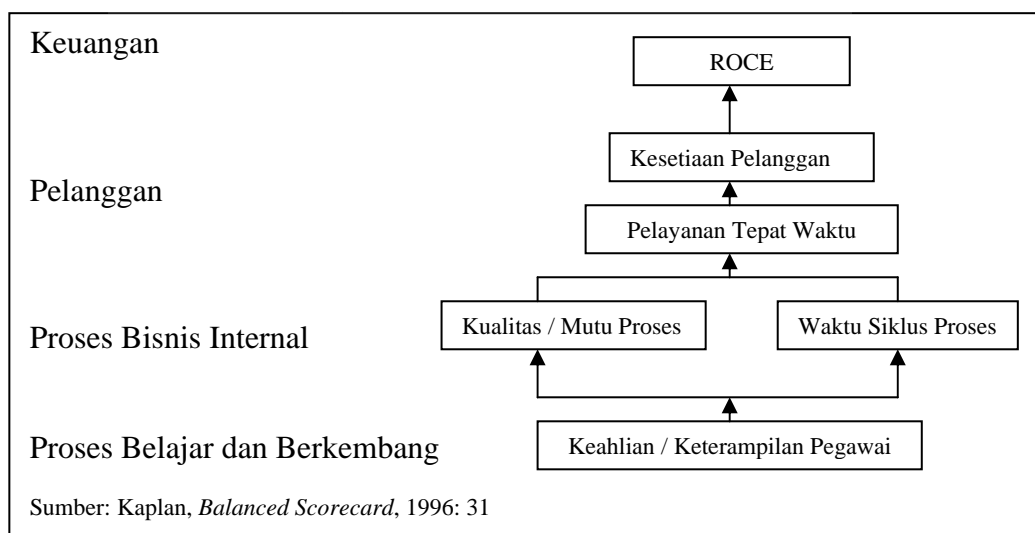 Keuangan
ROCE
Kesetiaan Pelanggan
Pelanggan
Pelayanan Tepat Waktu
Kualitas / Mutu Proses
Waktu Siklus Proses
Proses Bisnis Internal
Proses Belajar dan Berkembang
Keahlian / Keterampilan Pegawai
Sumber: Kaplan, Balanced Scorecard, 1996: 31